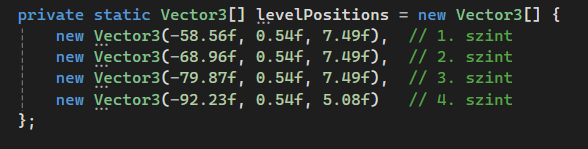 private static Vector3[] levelPositions = new Vector3[] {
    new Vector3(-58.56f, 0.54f, 7.49f),  // 1. szint
    new Vector3(-68.96f, 0.54f, 7.49f),  // 2. szint
    new Vector3(-79.87f, 0.54f, 7.49f),  // 3. szint
    new Vector3(-92.23f, 0.54f, 5.08f)   // 4. szint
};